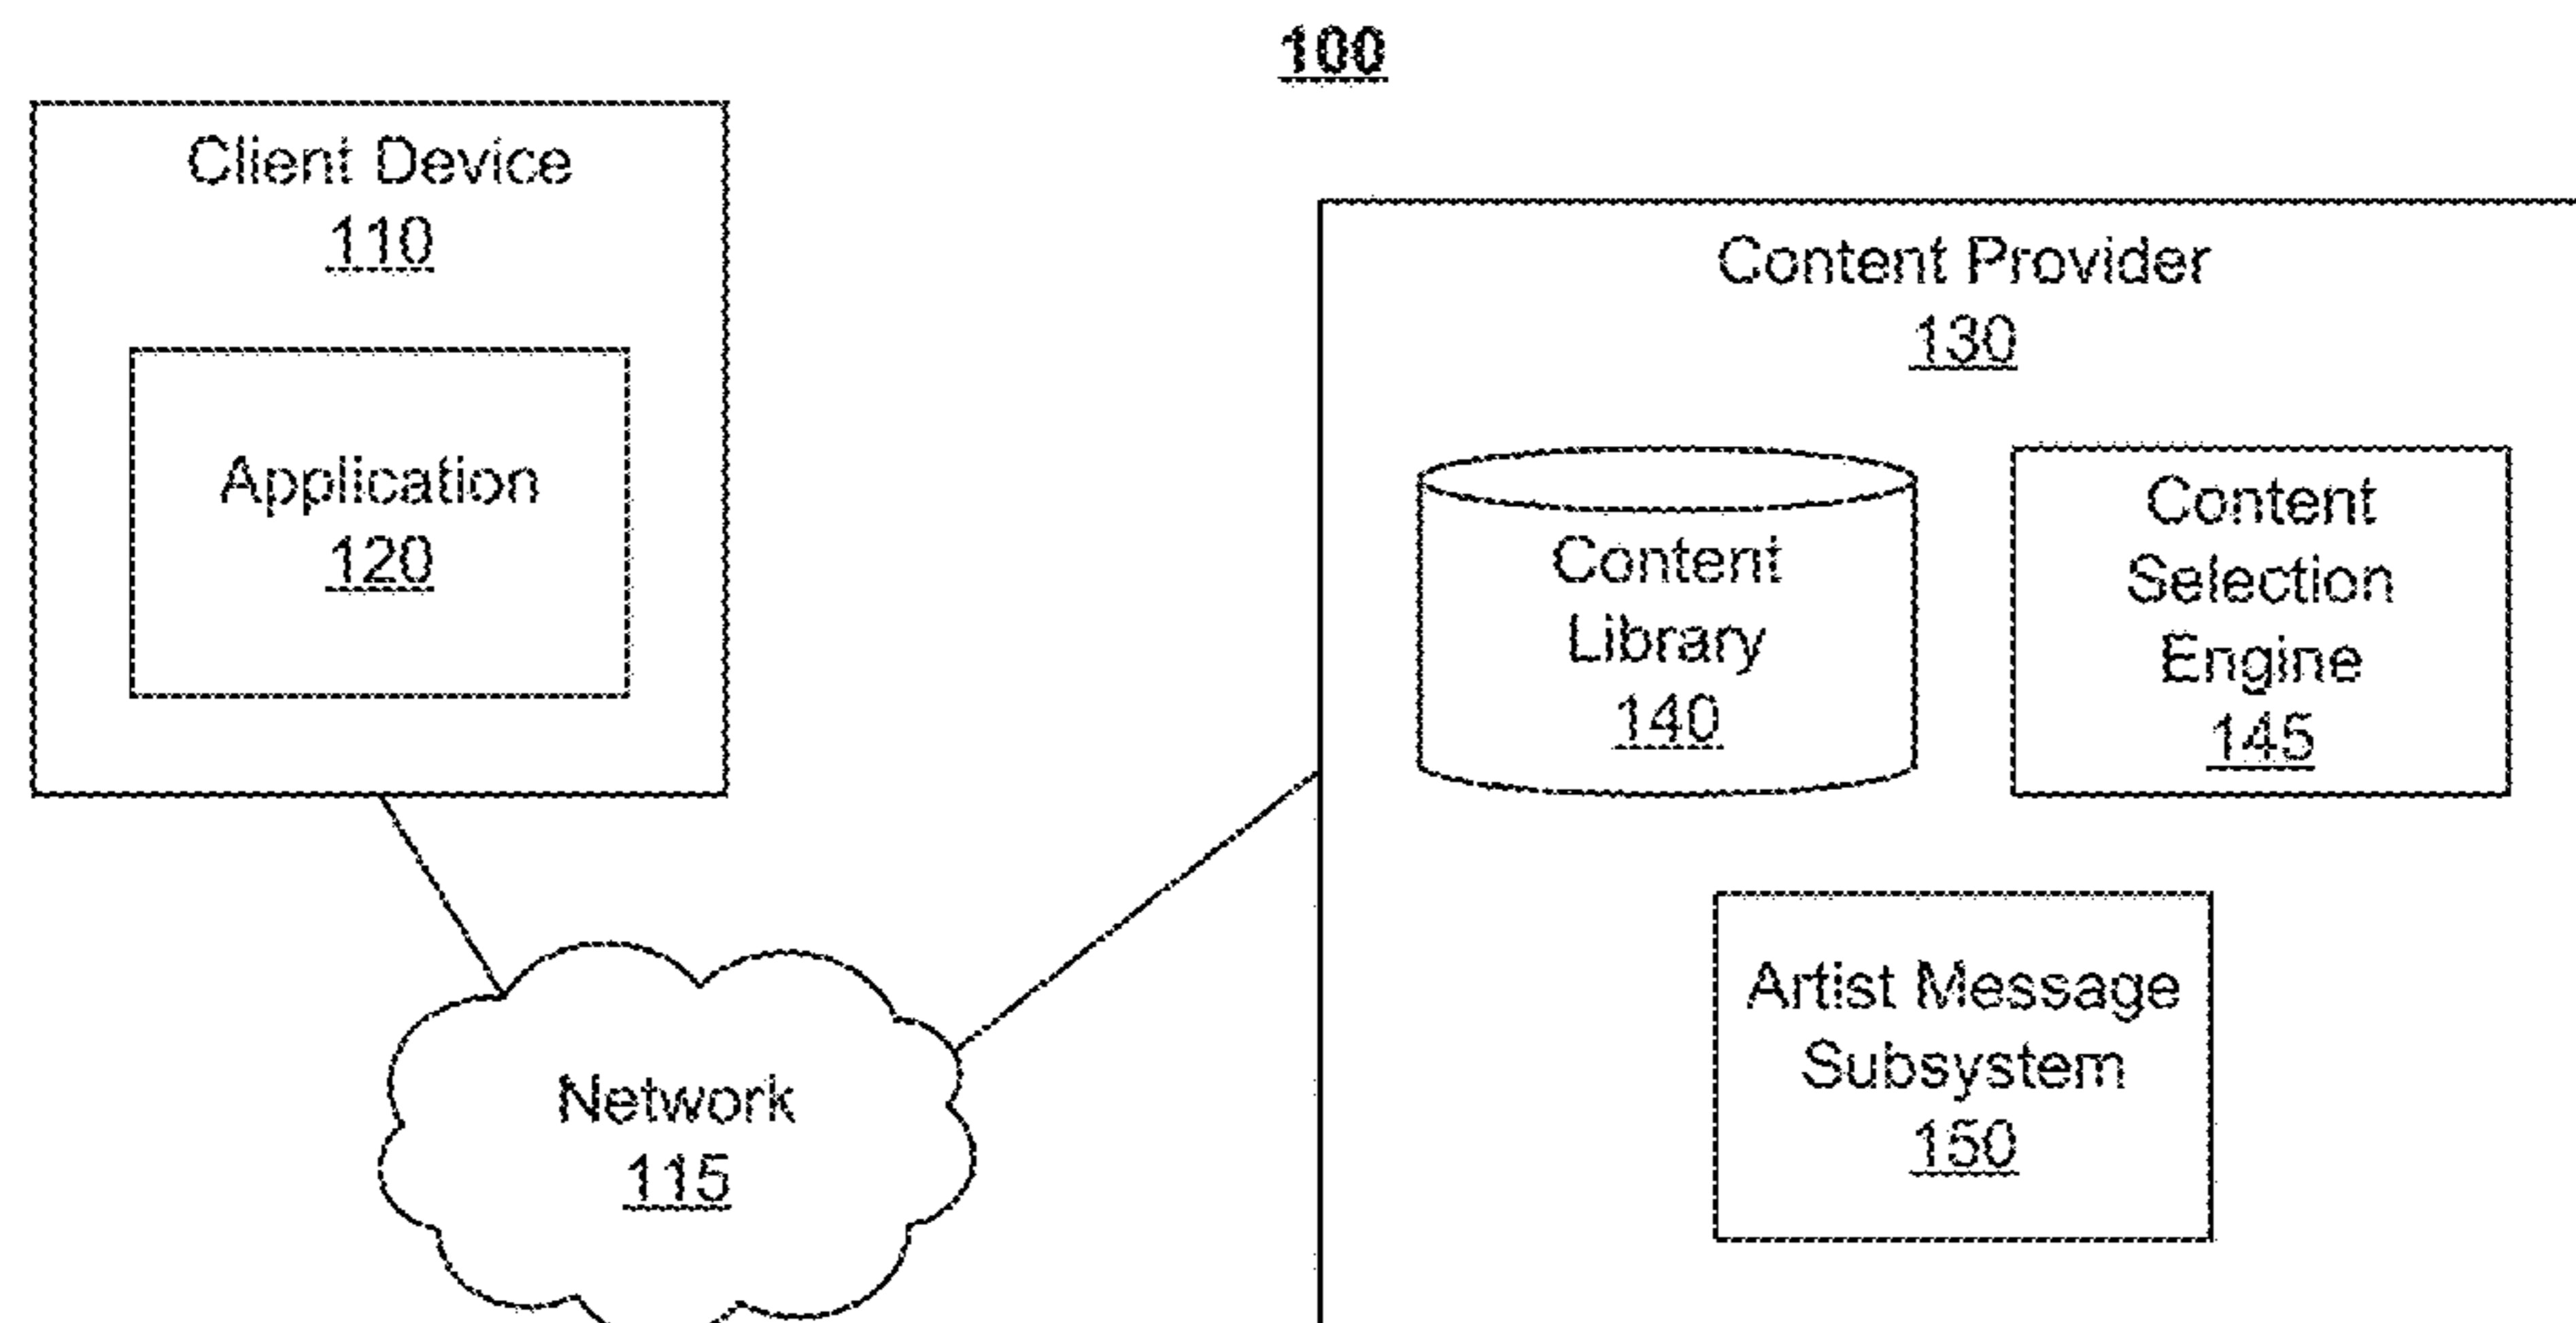 100
Client Device
110
Application
120
Content Provider
130
Content
Library
140
Content
Selection
Engine
145
Artist Message
Subsystem
150
Network
115